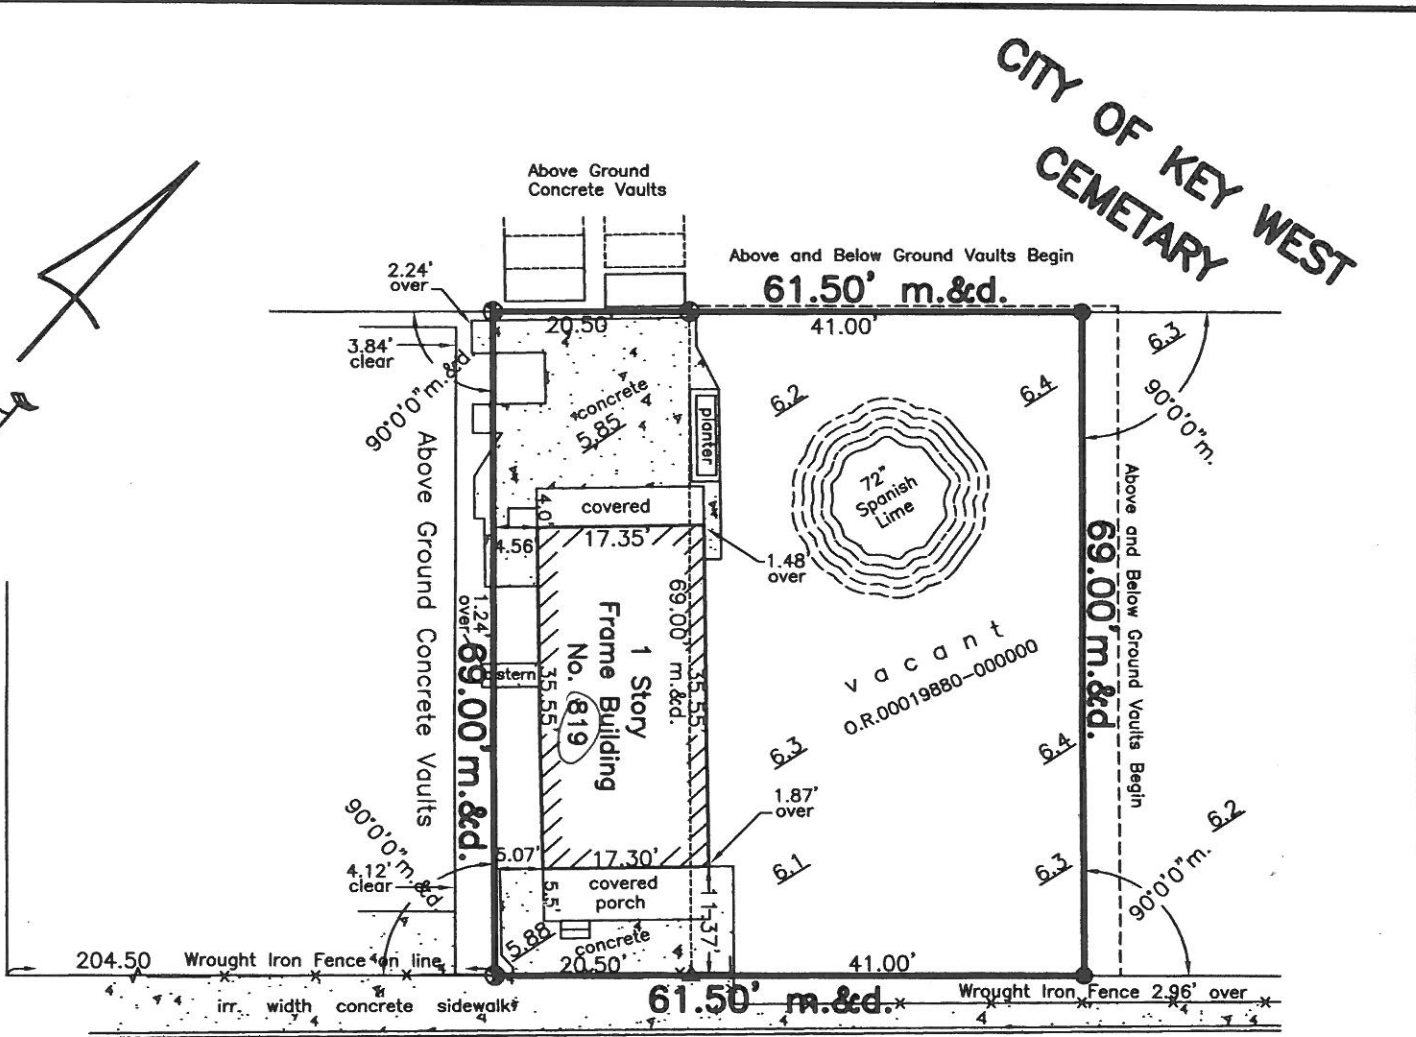 CITY OF KEY WEST
CEMETARY
Above Ground
Concrete Vaults
Above and Below Ground Vaults Begin
61.50' m.&d.
2.24'
over
20.50
41.00'
3.84'
clear
90°0'0"m.&d
6.3
6.2
6.4
90°0'0"m.
concrete
5.85
planter
72"
Spanish
Lime
Above Ground Concrete Vaults
4.0'
covered
17.35'
4.56'
1.48'
over
69.00' m.&d.
Above and Below Ground Vaults Begin
1.24'
over
69.00' m.&d.
35.55'
1 Story
Frame Building
No. 819
69.00' m.&d.
35.55'
vacant
O.R.00019880-000000
6.3
6.4
1.87'
over
6.2
90°0'0"m.&d.
5.07'
17.30'
6.1
6.3
4.12'
clear
5.5'
covered
porch
11.37'
90°0'0"m.
5.88
concrete
204.50
Wrought Iron Fence on line
20.50'
41.00'
61.50' m.&d.
Wrought Iron Fence 2.96' over
irr. width concrete sidewalk